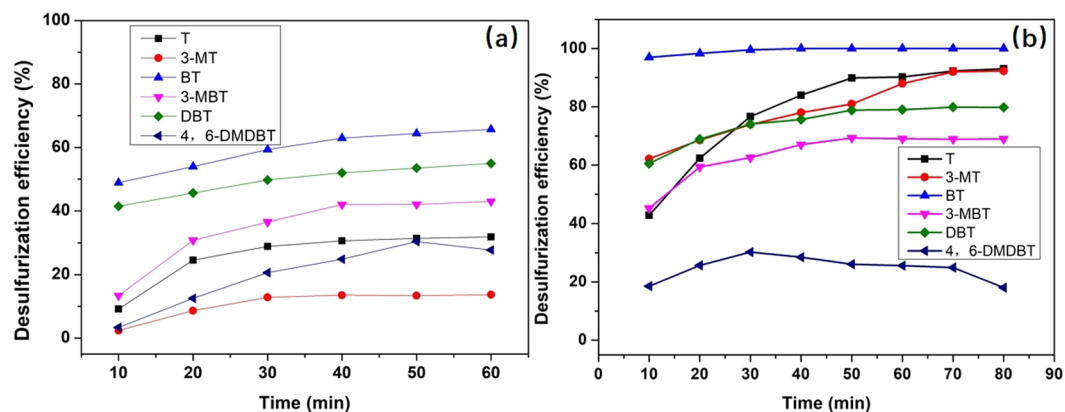 (a)
Desulfurization efficiency (%)
100
80
60
40
20
0
T
3-MT
BT
3-MBT
DBT
4，6-DMDBT
10 20 30 40 50 60
Time (min)
(b)
Desulfurization efficiency (%)
100
80
60
40
20
0
T
3-MT
BT
3-MBT
DBT
4，6-DMDBT
0 10 20 30 40 50 60 70 80 90
Time (min)